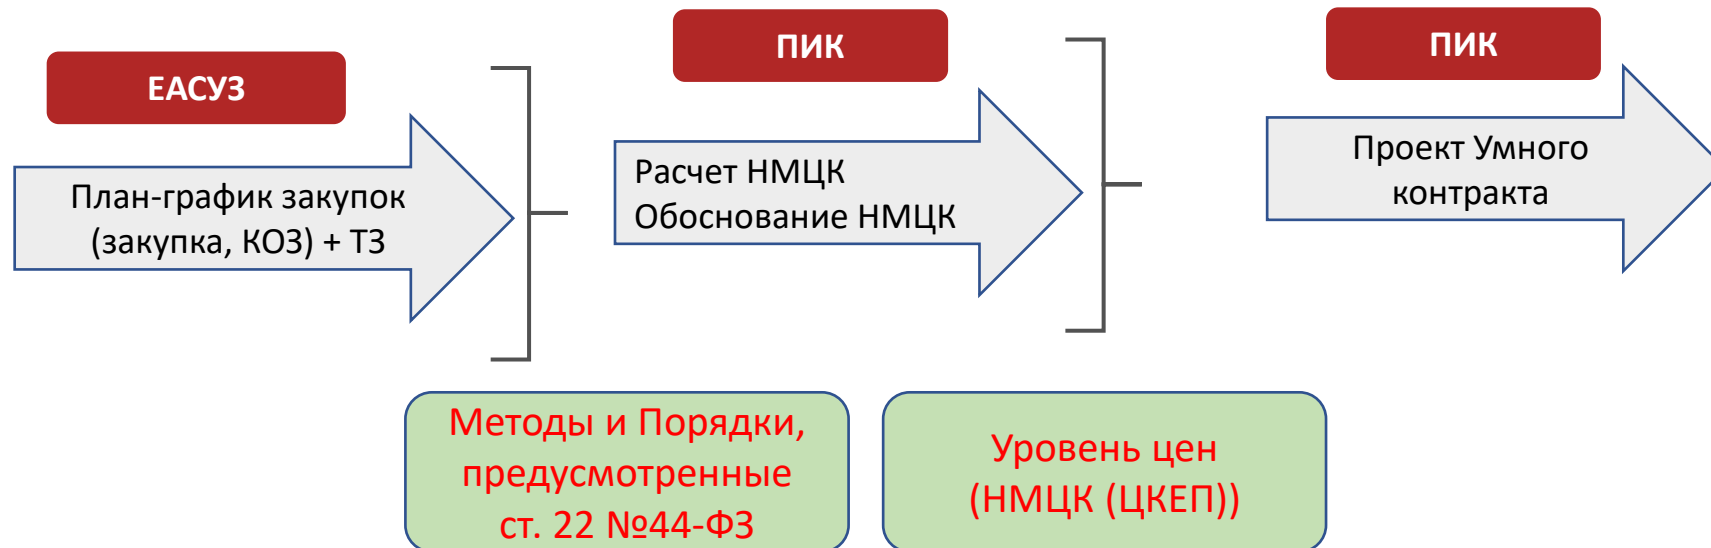 ЕАСУЗ
План-график закупок
(закупка, КОЗ) + ТЗ
ПИК
Расчет НМЦК
Обоснование НМЦК
ПИК
Проект Умного
контракта
Методы и Порядки,
предусмотренные
ст. 22 №44-ФЗ
Уровень цен
(НМЦК (ЦКЕП))